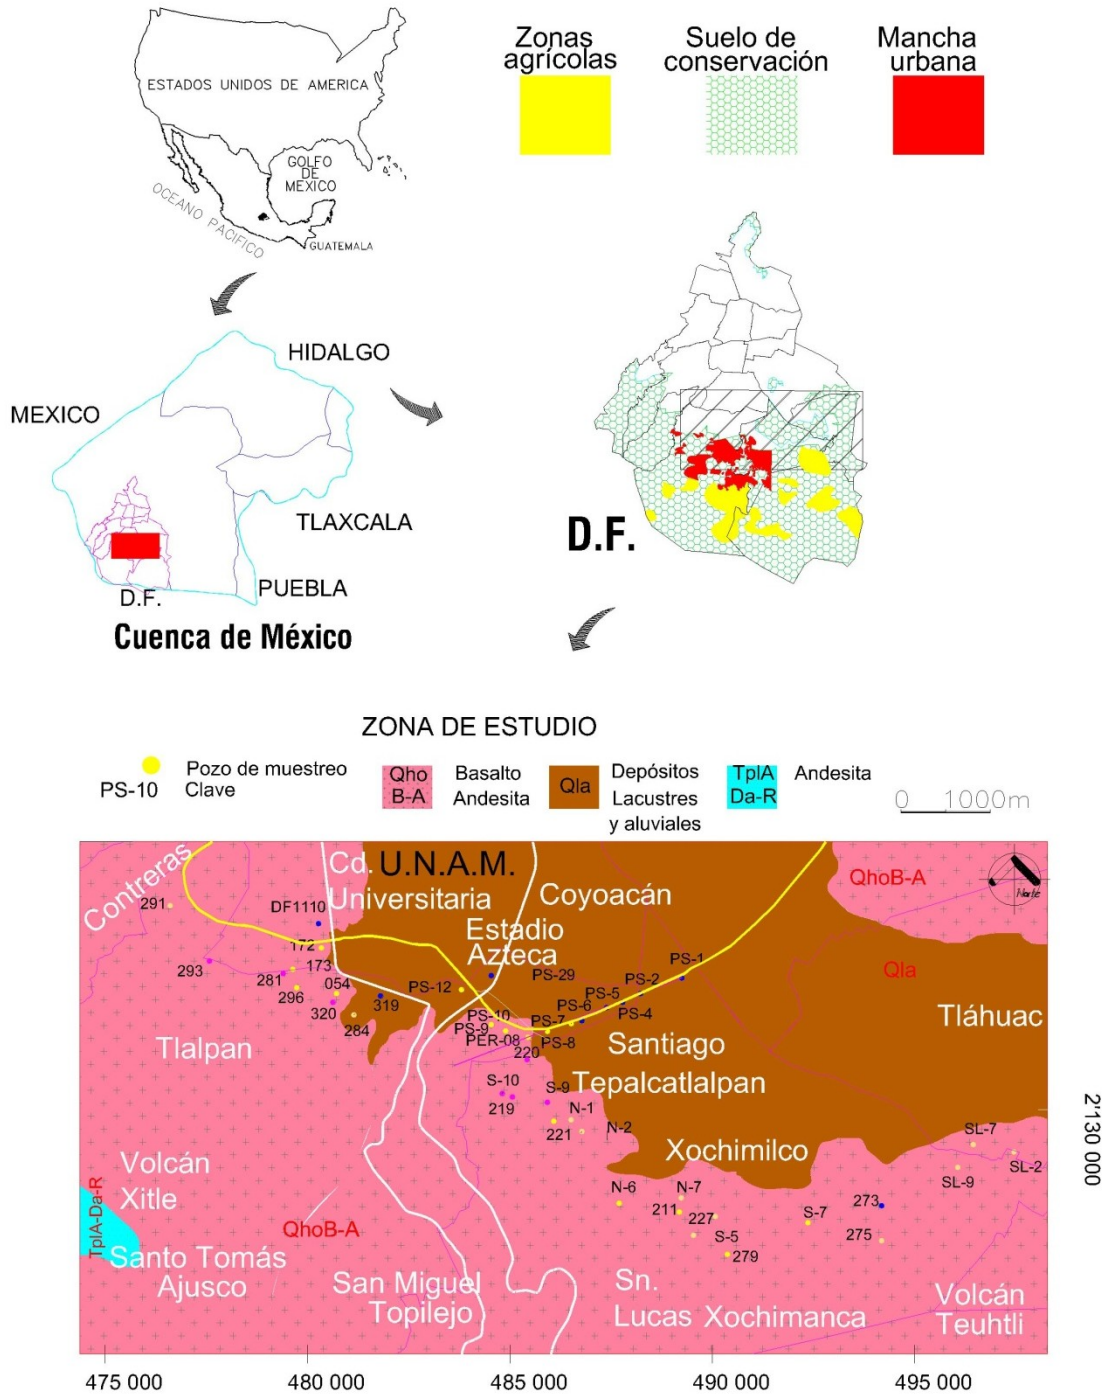 Zonas
agrícolas
Suelo de
conservación
Mancha
urbana
ESTADOS UNIDOS DE AMERICA
GOLFO
DE
MEXICO
OCEANO PACIFICO
GUATEMALA
HIDALGO
MEXICO
TLAXCALA
PUEBLA
D.F.
Cuenca de México
D.F.
ZONA DE ESTUDIO
Pozo de muestreo
PS-10 Clave
Qho
B-A
Basalto
Andesita
Qla
Depósitos
Lacustres
y aluviales
TplA
Da-R
Andesita
0 1000m
Contreras
Cd. U.N.A.M.
Universitaria
Coyoacán
Estadio
Azteca
QhoB-A
Norte
291
DF1110
172
293
281
173
296
054
320
319
284
PS-12
PS-29
PS-1
PS-2
PS-5
PS-4
PS-6
PS-10
PS-7
PS-9
PER-08
PS-8
220
Qla
Tláhuac
Tlalpan
Santiago
Tepalcatlalpan
S-10
219
S-9
N-1
221
N-2
Xochimilco
SL-7
SL-2
SL-9
2'130 000
Volcán
Xitle
TplA-Da-R
QhoB-A
N-6
N-7
211
227
S-5
279
S-7
273
275
Santo Tomás
Ajusco
San Miguel
Topilejo
Sn.
Lucas Xochimanca
Volcán
Teuhtli
475 000
480 000
485 000
490 000
495 000